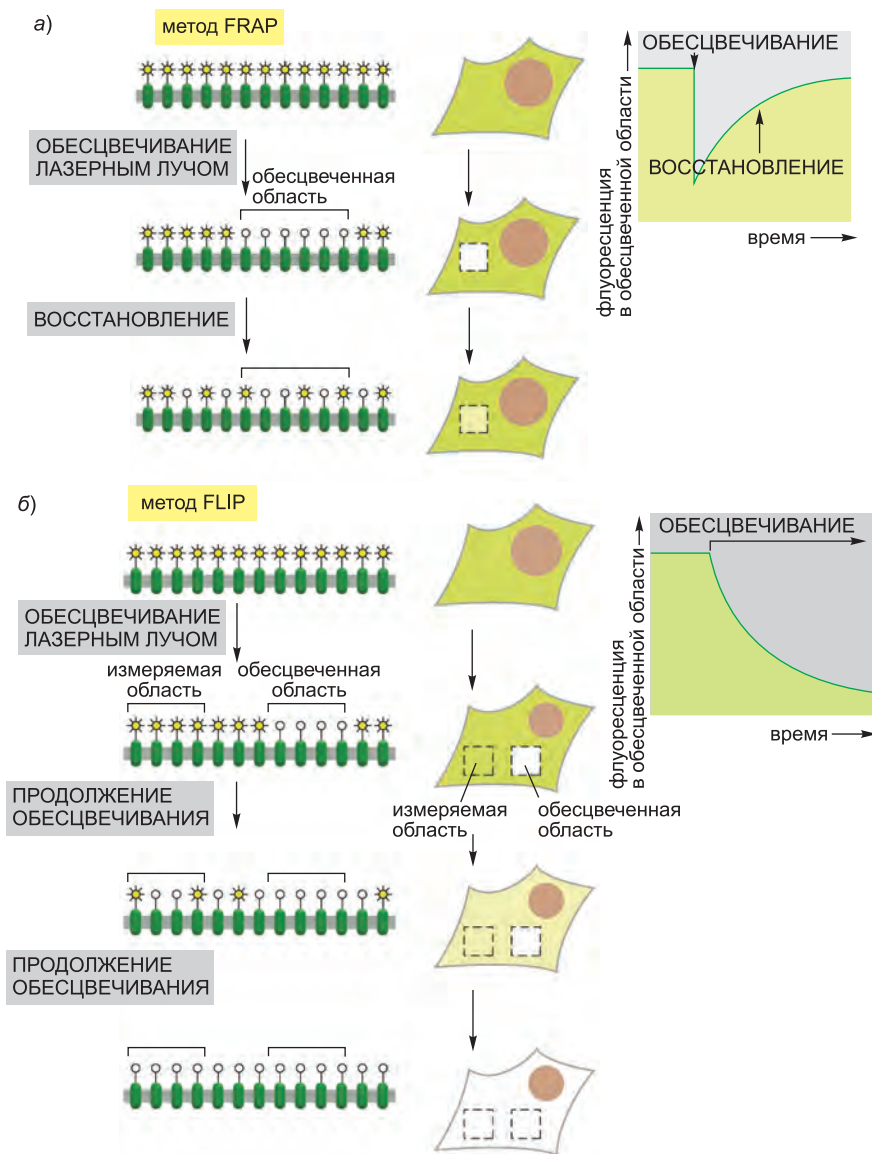 а)
метод FRAP
ОБЕСЦВЕЧИВАНИЕ
ЛАЗЕРНЫМ ЛУЧОМ
обесцвеченная
область
ВОССТАНОВЛЕНИЕ
флуоресценция
в обесцвеченной области
ОБЕСЦВЕЧИВАНИЕ
ВОССТАНОВЛЕНИЕ
время
б)
метод FLIP
ОБЕСЦВЕЧИВАНИЕ
ЛАЗЕРНЫМ ЛУЧОМ
измеряемая
область
обесцвеченная
область
ПРОДОЛЖЕНИЕ
ОБЕСЦВЕЧИВАНИЯ
измеряемая
область
обесцвеченная
область
ПРОДОЛЖЕНИЕ
ОБЕСЦВЕЧИВАНИЯ
флуоресценция
в обесцвеченной области
ОБЕСЦВЕЧИВАНИЕ
время